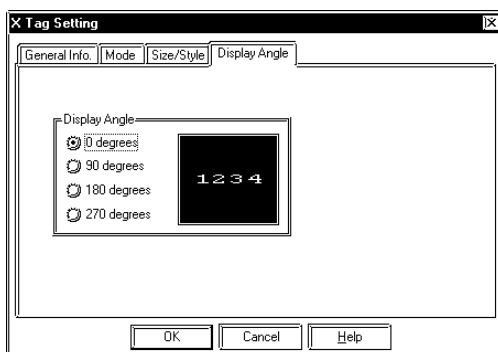 X Tag Setting
General Info. Mode Size/Style Display Angle
Display Angle
0 degrees
90 degrees
180 degrees
270 degrees
1234
OK Cancel Help